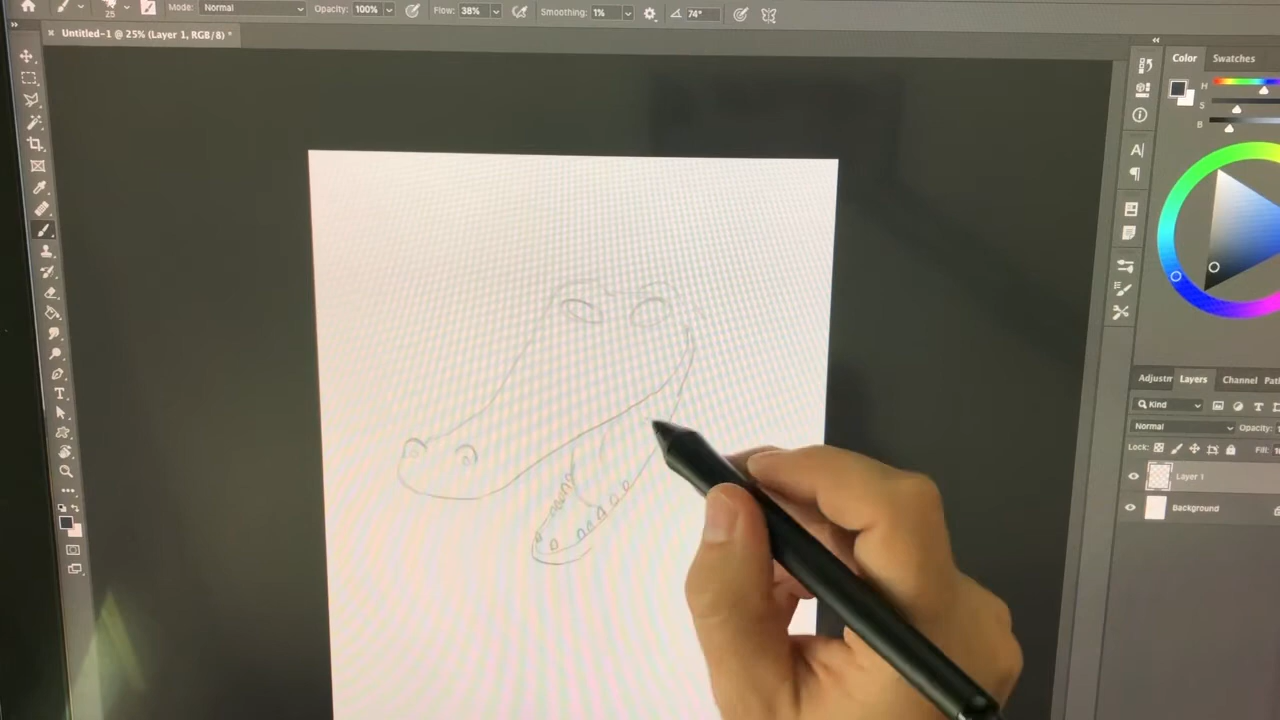 25 Mode: Normal Opacity: 100% Flow: 38% Smoothing: 1% 74°
× Untitled-1 @ 25% (Layer 1, RGB/8) *
Color Swatches
H
S
B
Layers Channel
Kind
Normal Opacity:
Lock: Fill:
Layer 1
Background